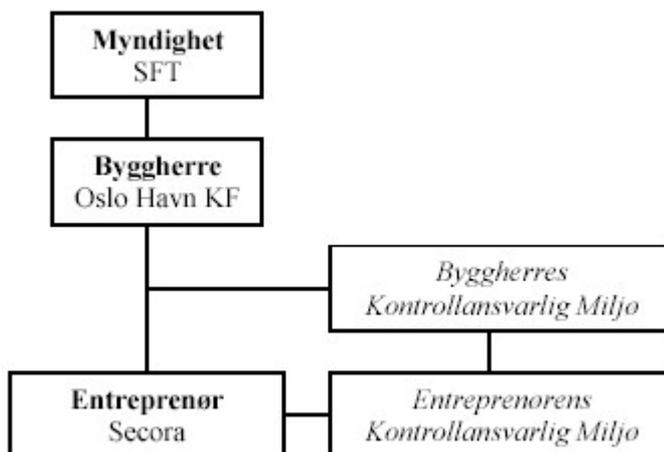 Myndighet
SFT
Byggherre
Oslo Havn KF
Byggherres
Kontrollansvarlig Miljø
Entreprenør
Secora
Entreprenørens
Kontrollansvarlig Miljø